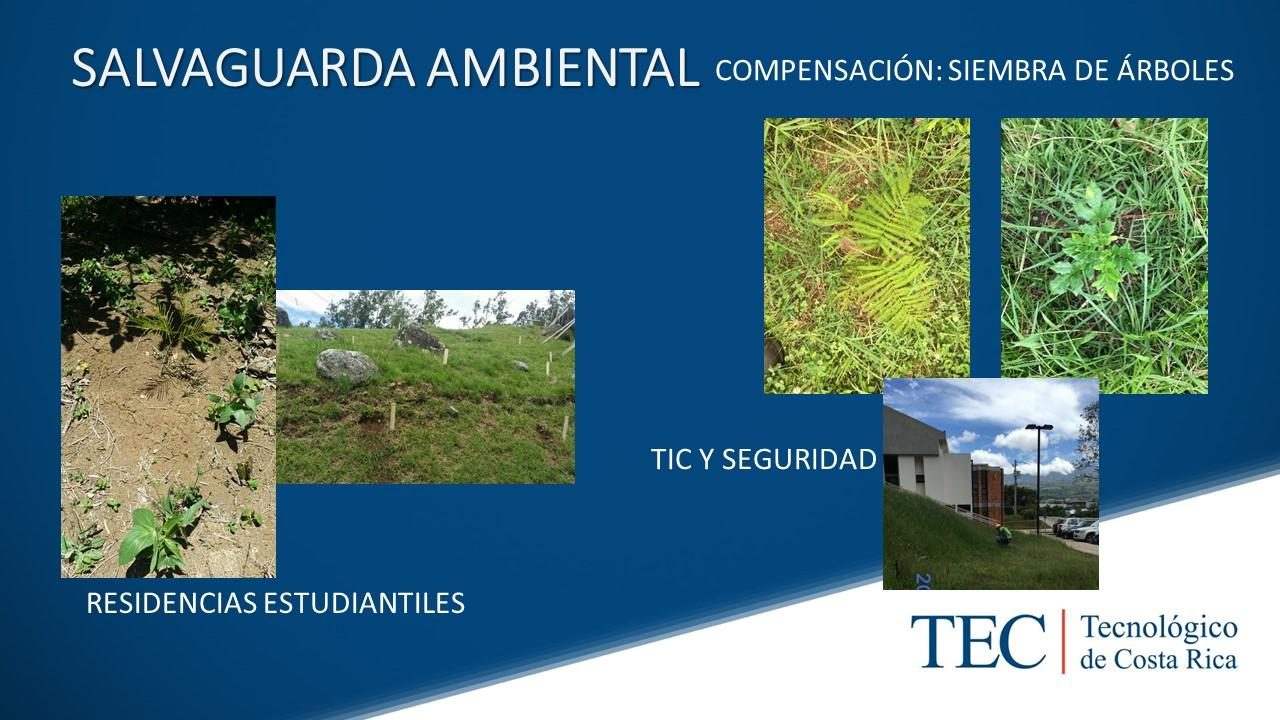 SALVAGUARDA AMBIENTAL
COMPENSACIÓN: SIEMBRA DE ÁRBOLES
TIC Y SEGURIDAD
RESIDENCIAS ESTUDIANTILES
TEC
Tecnológico
de Costa Rica